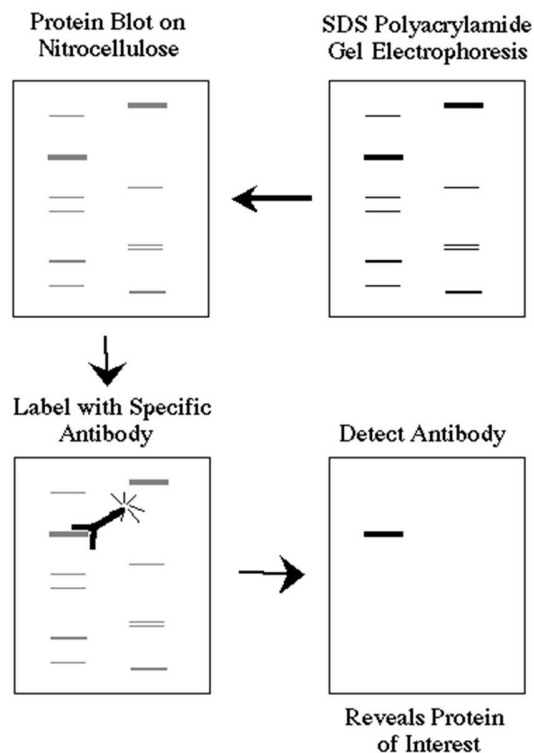 Protein Blot on
Nitrocellulose
SDS Polyacrylamide
Gel Electrophoresis
Label with Specific
Antibody
Detect Antibody
Reveals Protein
of Interest